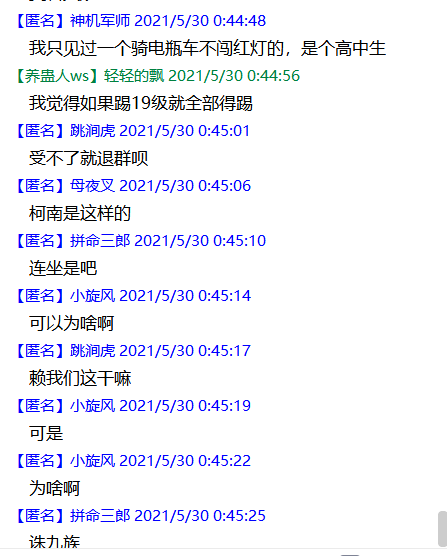 【匿名】神机军师 2021/5/30 0:44:48
我只见过一个骑电瓶车不闯红灯的，是个高中生
【养蛊人ws】轻轻的飘 2021/5/30 0:44:56
我觉得如果踢19级就全部得踢
【匿名】跳涧虎 2021/5/30 0:45:01
受不了就退群呗
【匿名】母夜叉 2021/5/30 0:45:06
柯南是这样的
【匿名】拼命三郎 2021/5/30 0:45:10
连坐是吧
【匿名】小旋风 2021/5/30 0:45:14
可以为啥啊
【匿名】跳涧虎 2021/5/30 0:45:17
赖我们这干嘛
【匿名】小旋风 2021/5/30 0:45:19
可是
【匿名】小旋风 2021/5/30 0:45:22
为啥啊
【匿名】拼命三郎 2021/5/30 0:45:25
诛九族